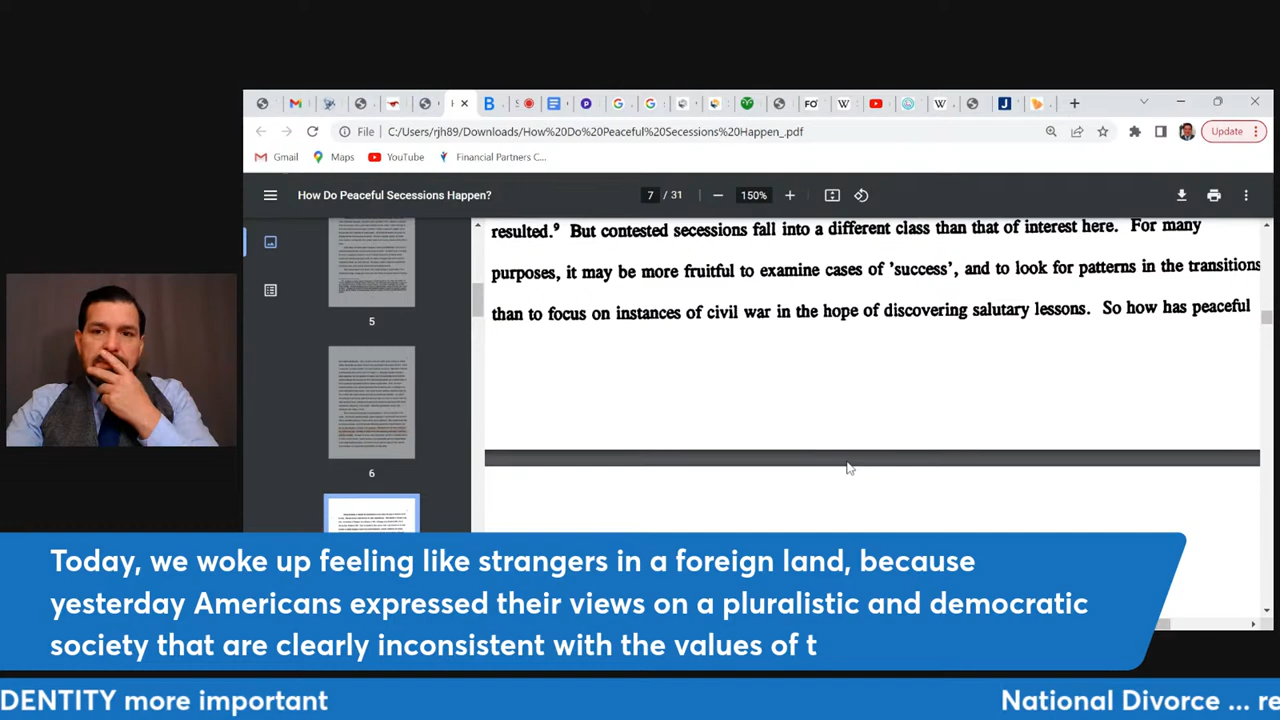 File
C:/Users/rjh89/Downloads/How%20Do%20Peaceful%20Secessions%20Happen_.pdf
Update
Gmail
Maps
YouTube
Financial Partners C...
How Do Peaceful Secessions Happen?
7 / 31
150%
resulted.⁹ But contested secessions fall into a different class than that of interest here. For many
purposes, it may be more fruitful to examine cases of 'success', and to look for patterns in the transitions
than to focus on instances of civil war in the hope of discovering salutary lessons. So how has peaceful
5
6
Today, we woke up feeling like strangers in a foreign land, because
yesterday Americans expressed their views on a pluralistic and democratic
society that are clearly inconsistent with the values of t
DENTITY more important
National Divorce ... re